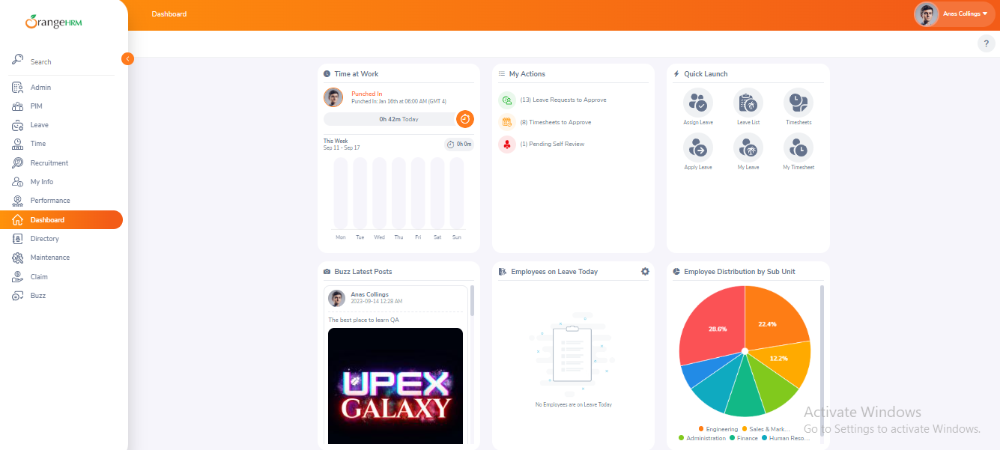 OrangeHRM
Dashboard
Anas Collings
?
Search
Admin
PIM
Leave
Time
Recruitment
My Info
Performance
Dashboard
Directory
Maintenance
Claim
Buzz
Time at Work
Punched In
Punched In: Jan 16th at 06:00 AM (GMT 4)
0h 42m Today
This Week
Sep 11 - Sep 17
0h 0m
Mon Tue Wed Thu Fri Sat Sun
My Actions
(13) Leave Requests to Approve
(8) Timesheets to Approve
(1) Pending Self Review
Quick Launch
Assign Leave Leave List Timesheets
Apply Leave My Leave My Timesheet
Buzz Latest Posts
Anas Collings
2023-09-14 12:28 AM
The best place to learn QA
UPEX
GALAXY
Employees on Leave Today
No Employees are on Leave Today
Employee Distribution by Sub Unit
28.6% 22.4%
12.2%
Engineering Sales & Mark...
Administration Finance Human Reso...
Activate Windows
Go to Settings to activate Windows.